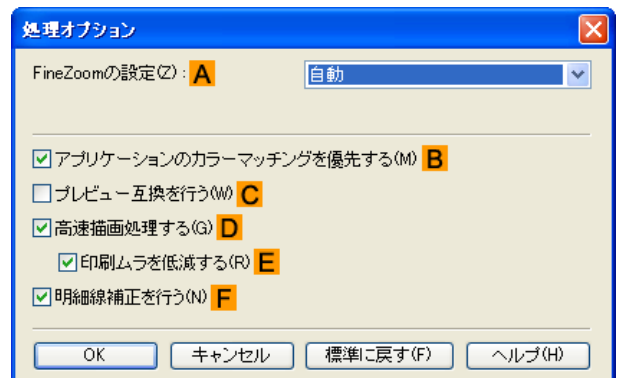 処理オプション
FineZoomの設定(Z) : A 自動
アプリケーションのカラーマッチングを優先する(M) B
プレビュー互換を行う(W) C
高速描画処理する(G) D
印刷ムラを低減する(R) E
明細線補正を行う(N) F
OK キャンセル 標準に戻す(F) ヘルプ(H)